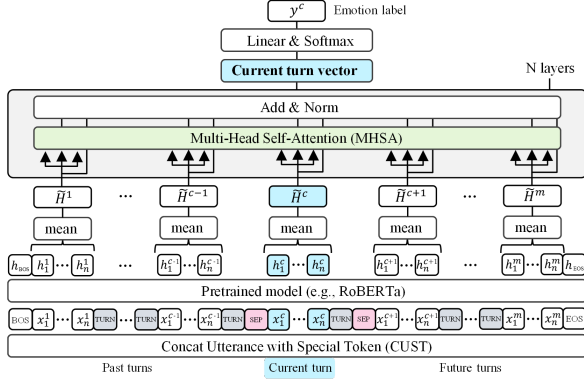 y^c Emotion label
Linear & Softmax
Current turn vector
N layers
Add & Norm
Multi-Head Self-Attention (MHSA)
H̃^1 ... H̃^{c-1} H̃^c H̃^{c+1} ... H̃^m
mean mean mean mean mean
h_BOS h_1^1 ... h_n^1 ... h_1^{c-1} ... h_n^{c-1} h_1^c ... h_n^c h_1^{c+1} ... h_n^{c+1} ... h_1^m ... h_n^m h_EOS
Pretrained model (e.g., RoBERTa)
BOS x_1^1 ... x_n^1 TURN ... TURN x_1^{c-1} ... x_n^{c-1} TURN SEP x_1^c ... x_n^c TURN SEP x_1^{c+1} ... x_n^{c+1} TURN ... TURN x_1^m ... x_n^m EOS
Concat Utterance with Special Token (CUST)
Past turns Current turn Future turns